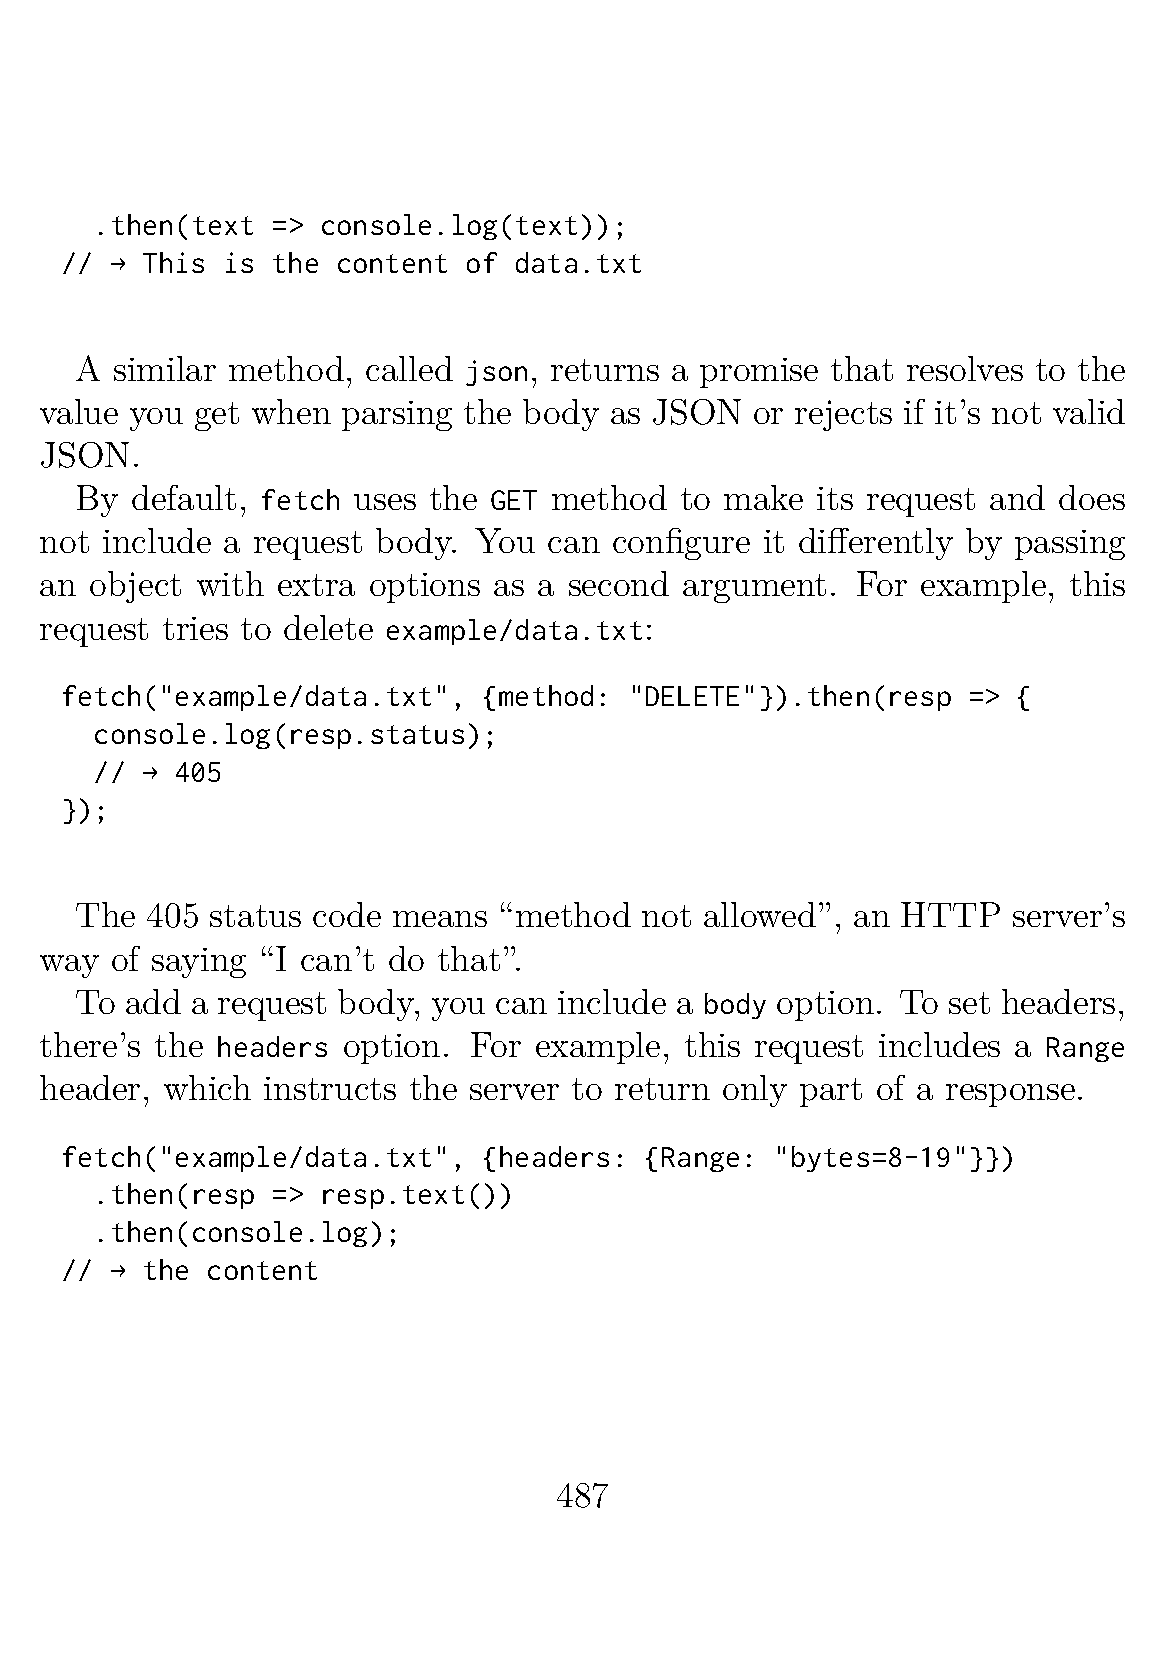 .then(text => console.log(text));
// → This is the content of data.txt
A similar method, called json, returns a promise that resolves to the
value you get when parsing the body as JSON or rejects if it’s not valid
JSON.
By default, fetch uses the GET method to make its request and does
not include a request body. You can configure it differently by passing
an object with extra options as a second argument. For example, this
request tries to delete example/data.txt:
fetch("example/data.txt", {method: "DELETE"}).then(resp => {
  console.log(resp.status);
  // → 405
});
The 405 status code means “method not allowed”, an HTTP server’s
way of saying “I can’t do that”.
To add a request body, you can include a body option. To set headers,
there’s the headers option. For example, this request includes a Range
header, which instructs the server to return only part of a response.
fetch("example/data.txt", {headers: {Range: "bytes=8-19"}})
  .then(resp => resp.text())
  .then(console.log);
// → the content
487